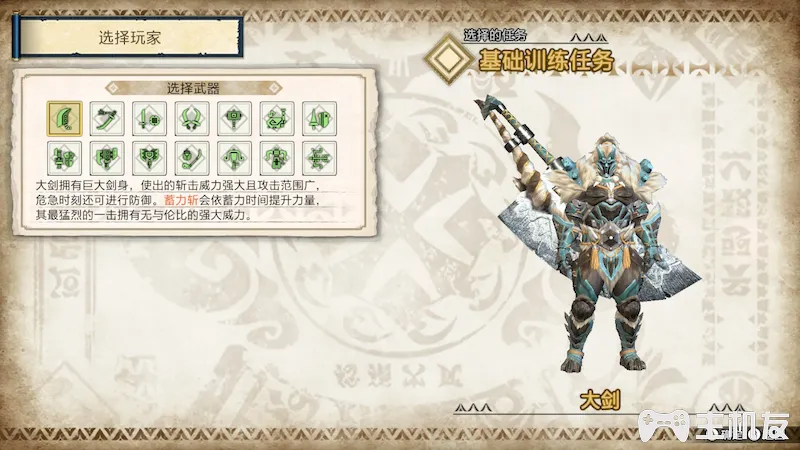 选择玩家
选择的任务
基础训练任务
选择武器
大剑拥有巨大剑身，使出的斩击威力强大且攻击范围广，
危急时刻还可进行防御。蓄力斩会依蓄力时间提升力量，
其最猛烈的一击拥有无与伦比的强大威力。
大剑
主机友